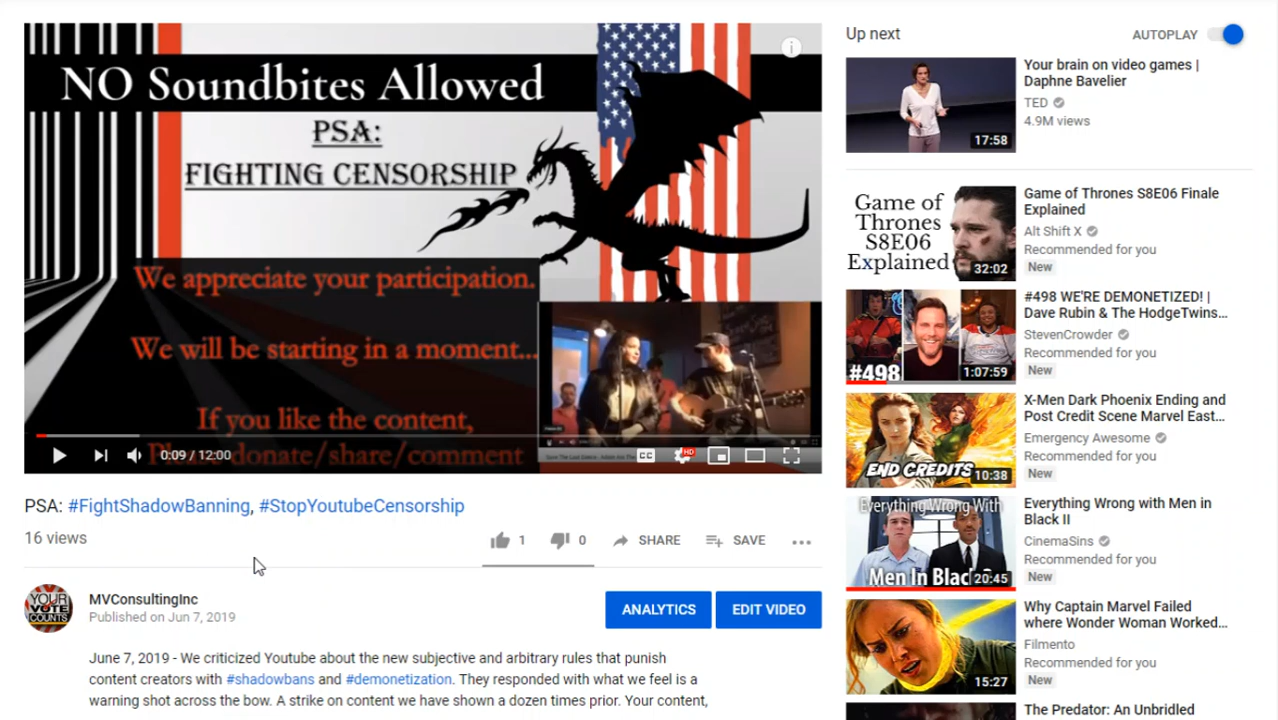 NO Soundbites Allowed
PSA:
FIGHTING CENSORSHIP
We appreciate your participation.
We will be starting in a moment...
If you like the content,
Please donate/share/comment
0:09 / 12:00
CC
HD
PSA: #FightShadowBanning, #StopYoutubeCensorship
16 views
1
0
SHARE
SAVE
YOUR
VOTE
COUNTS
MVConsultingInc
Published on Jun 7, 2019
ANALYTICS
EDIT VIDEO
June 7, 2019 - We criticized Youtube about the new subjective and arbitrary rules that punish
content creators with #shadowbans and #demonetization. They responded with what we feel is a
warning shot across the bow. A strike on content we have shown a dozen times prior. Your content,
Up next
AUTOPLAY
17:58
Your brain on video games |
Daphne Bavelier
TED
4.9M views
Game of
Thrones
S8E06
Explained
32:02
Game of Thrones S8E06 Finale
Explained
Alt Shift X
Recommended for you
New
#498
1:07:59
#498 WE'RE DEMONETIZED! |
Dave Rubin & The HodgeTwins...
StevenCrowder
Recommended for you
New
END CREDITS
10:38
X-Men Dark Phoenix Ending and
Post Credit Scene Marvel East...
Emergency Awesome
Recommended for you
New
Everything Wrong With
Men In Blac
20:45
Everything Wrong with Men in
Black II
CinemaSins
Recommended for you
New
15:27
Why Captain Marvel Failed
where Wonder Woman Worked...
Filmento
Recommended for you
New
The Predator: An Unbridled